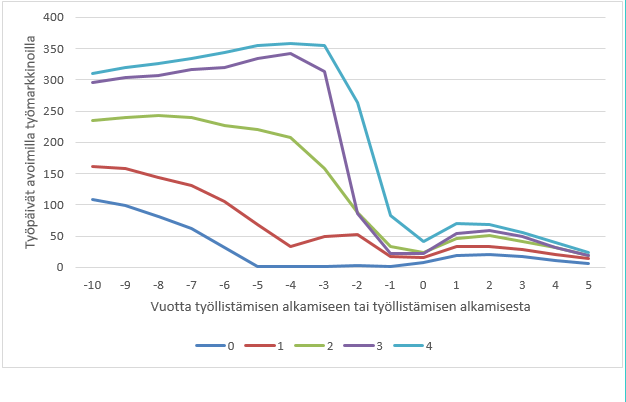 400
350
300
250
200
150
100
50
0
Työpäivät avoimilla työmarkkinoilla
-10 -9 -8 -7 -6 -5 -4 -3 -2 -1 0 1 2 3 4 5
Vuotta työllistämisen alkamiseen tai työllistämisen alkamisesta
0 1 2 3 4